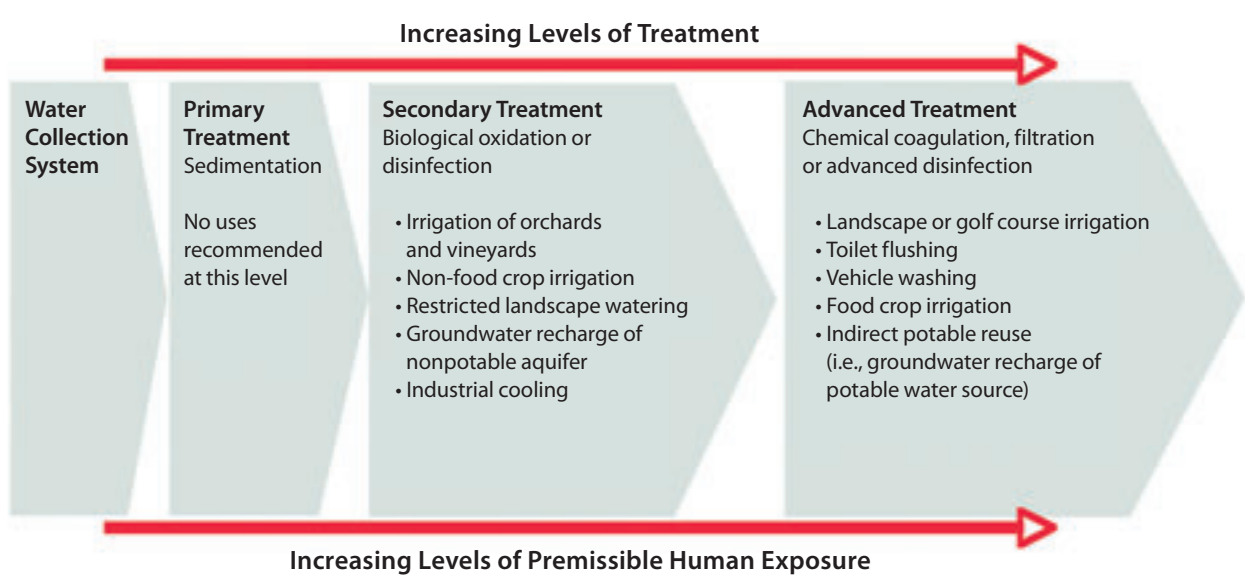 Increasing Levels of Treatment
Water
Collection
System
Primary
Treatment
Sedimentation
No uses
recommended
at this level
Secondary Treatment
Biological oxidation or
disinfection
• Irrigation of orchards
and vineyards
• Non-food crop irrigation
• Restricted landscape watering
• Groundwater recharge of
nonpotable aquifer
• Industrial cooling
Advanced Treatment
Chemical coagulation, filtration
or advanced disinfection
• Landscape or golf course irrigation
• Toilet flushing
• Vehicle washing
• Food crop irrigation
• Indirect potable reuse
(i.e., groundwater recharge of
potable water source)
Increasing Levels of Premissible Human Exposure